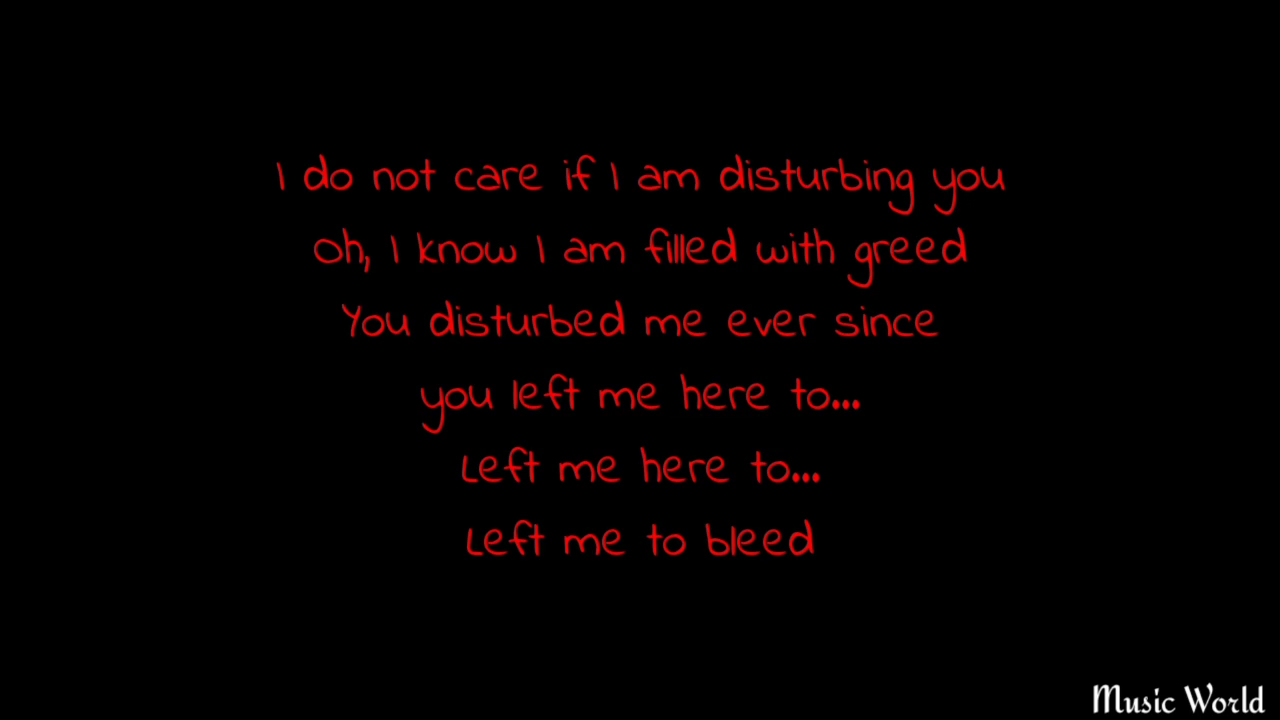 I do not care if I am disturbing you
Oh, I know I am filled with greed
You disturbed me ever since
you left me here to...
Left me here to...
Left me to bleed
Music World